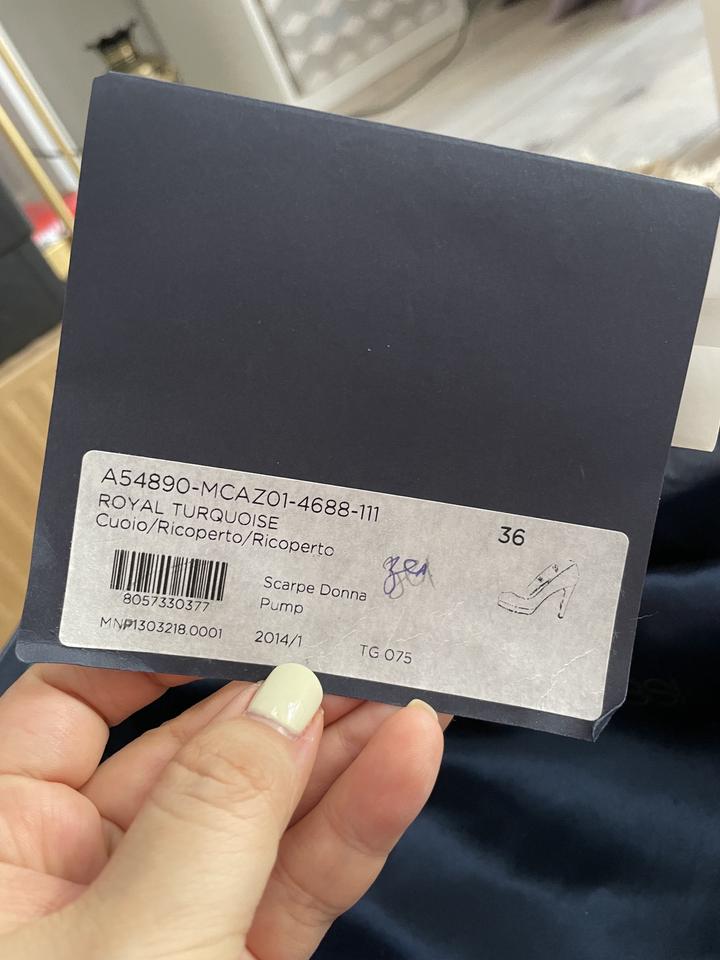 A54890-MCAZ01-4688-111
ROYAL TURQUOISE
Cuoio/Ricoperto/Ricoperto
36
8057330377
Scarpe Donna
Pump
MNP1303218.0001
2014/1
TG 075